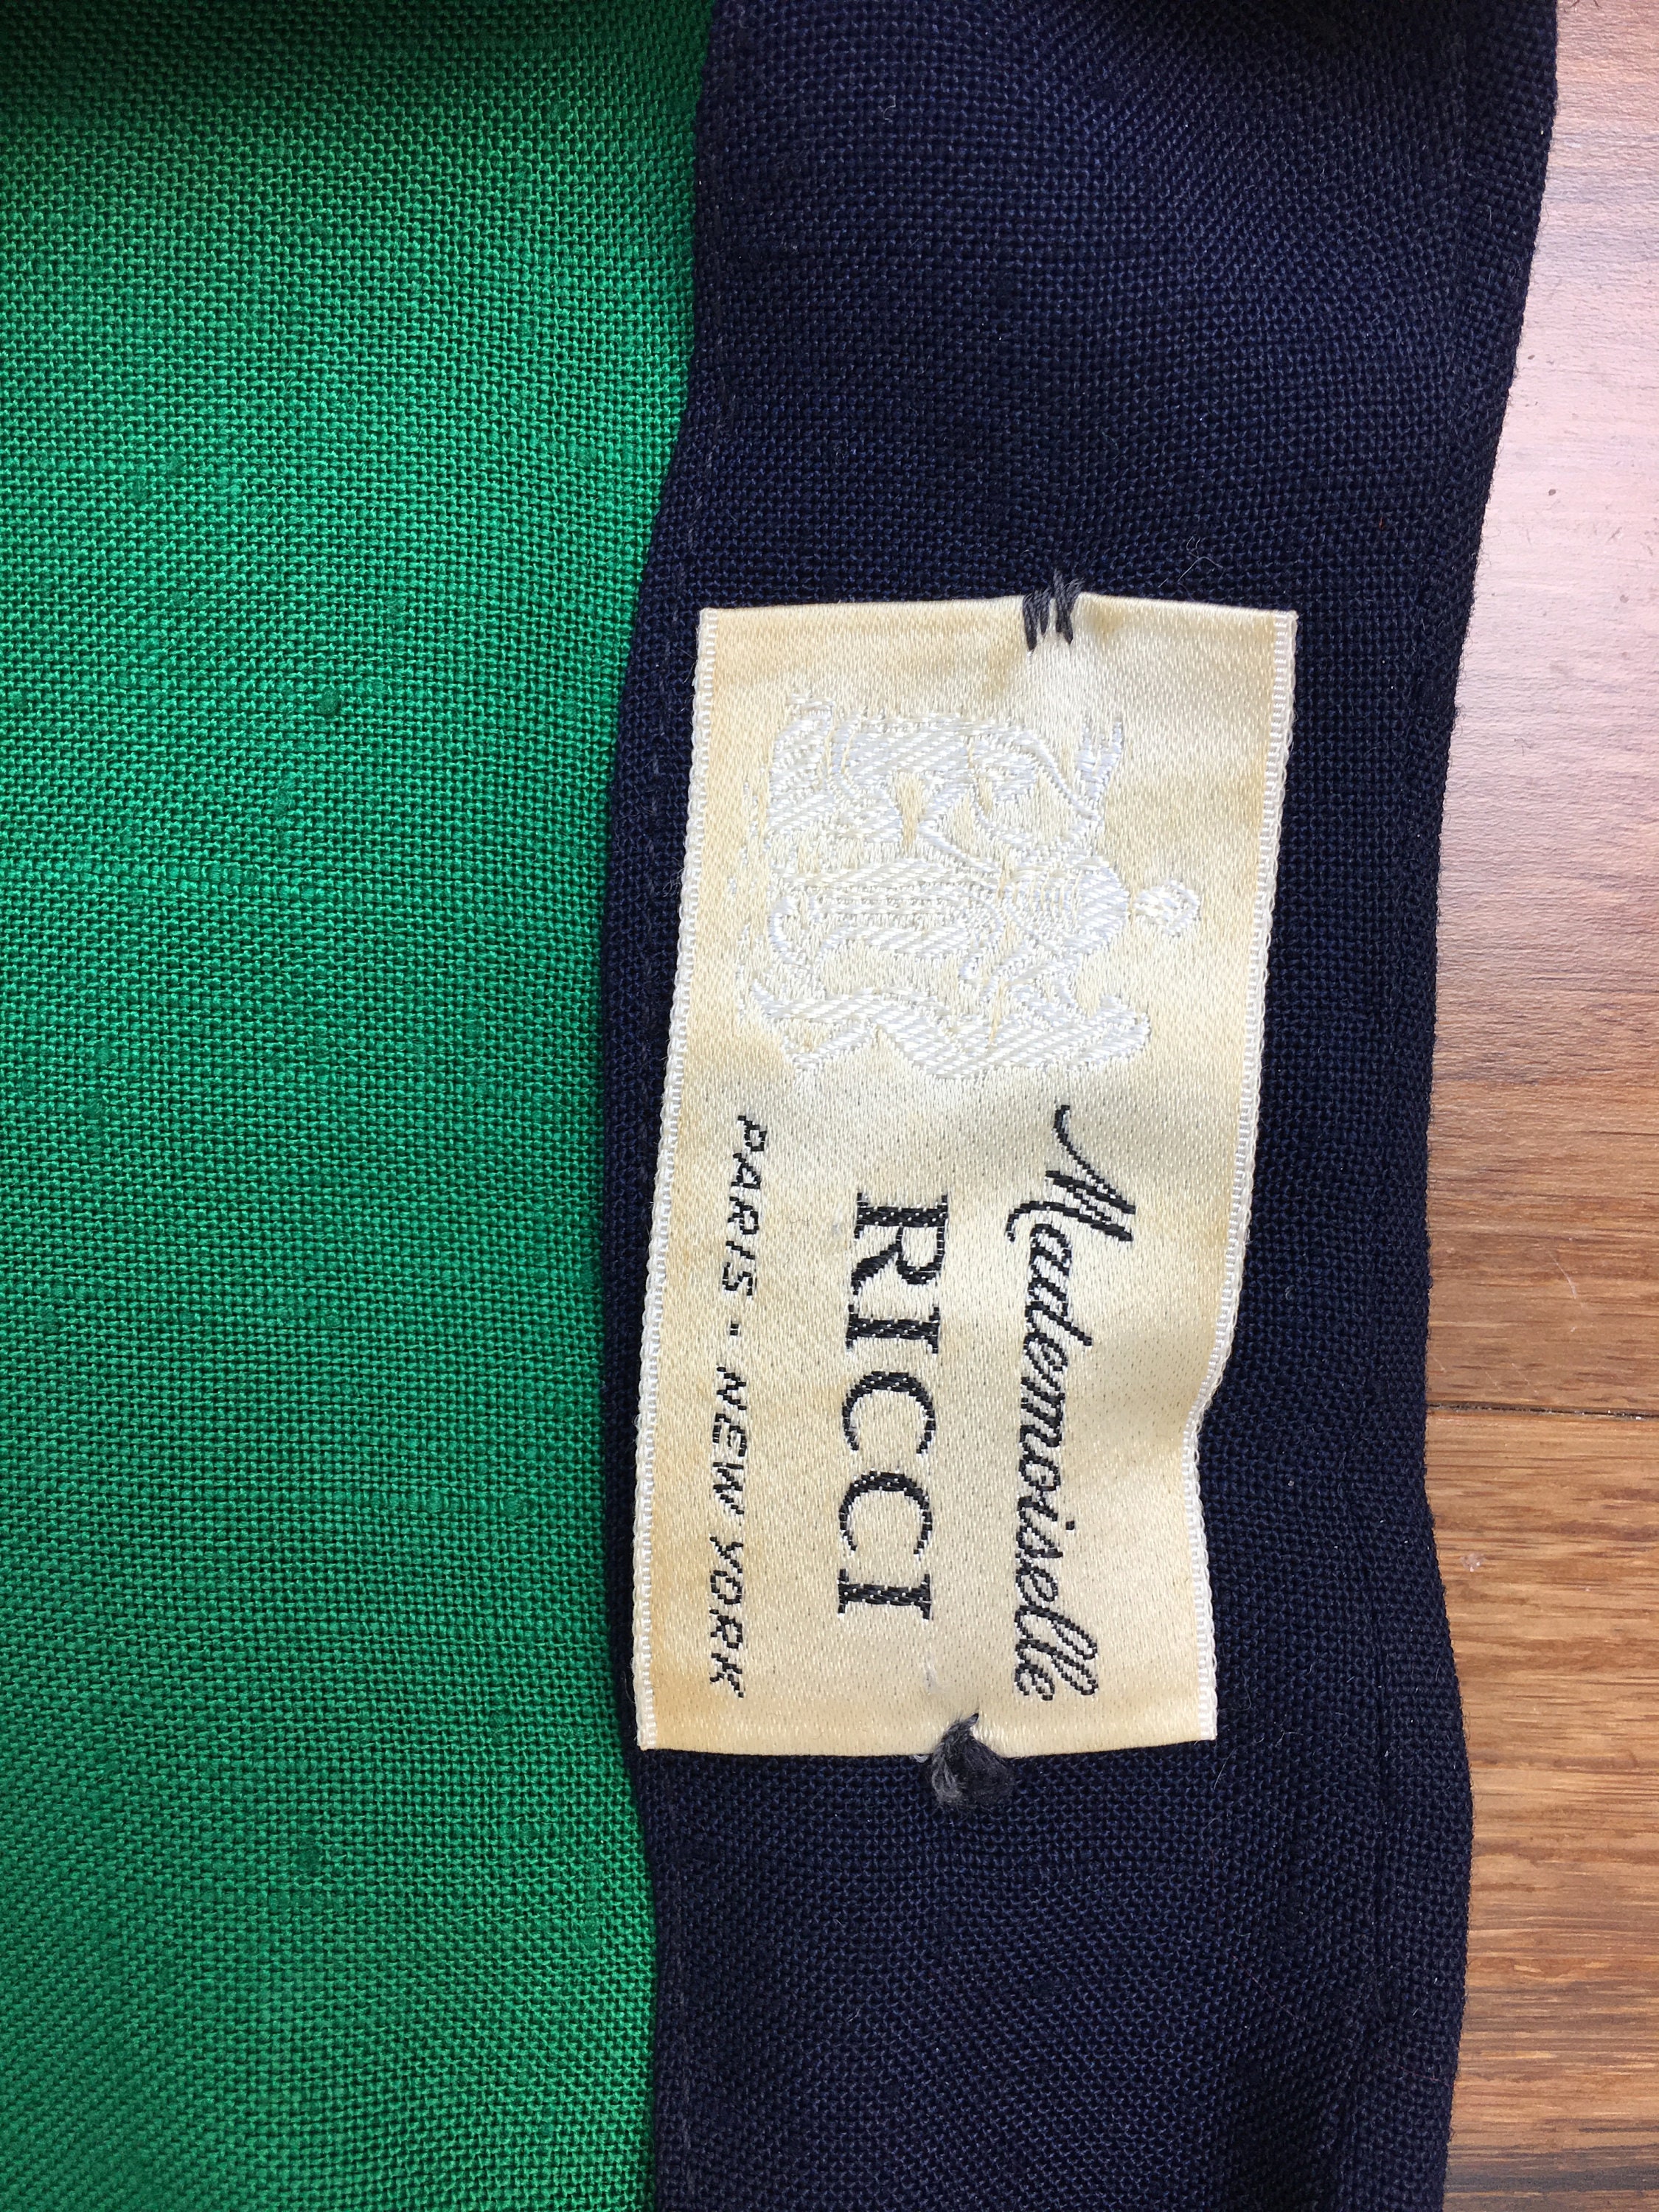 Mademoiselle
RICCI
PARIS - NEW YORK